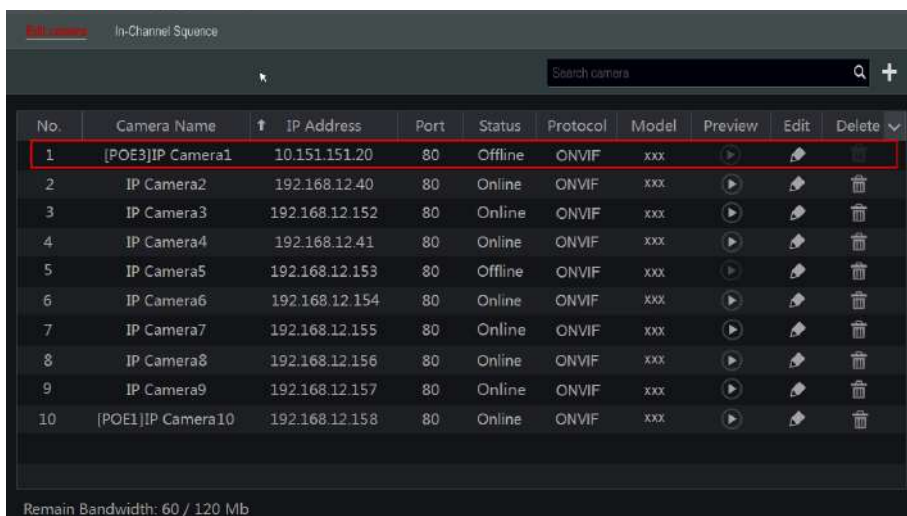 Edit camera In-Channel Squence
Search camera
No. Camera Name IP Address Port Status Protocol Model Preview Edit Delete
1 [POE3]IP Camera1 10.151.151.20 80 Offline ONVIF xxx
2 IP Camera2 192.168.12.40 80 Online ONVIF xxx
3 IP Camera3 192.168.12.152 80 Online ONVIF xxx
4 IP Camera4 192.168.12.41 80 Online ONVIF xxx
5 IP Camera5 192.168.12.153 80 Offline ONVIF xxx
6 IP Camera6 192.168.12.154 80 Online ONVIF xxx
7 IP Camera7 192.168.12.155 80 Online ONVIF xxx
8 IP Camera8 192.168.12.156 80 Online ONVIF xxx
9 IP Camera9 192.168.12.157 80 Online ONVIF xxx
10 [POE1]IP Camera10 192.168.12.158 80 Online ONVIF xxx
Remain Bandwidth: 60 / 120 Mb